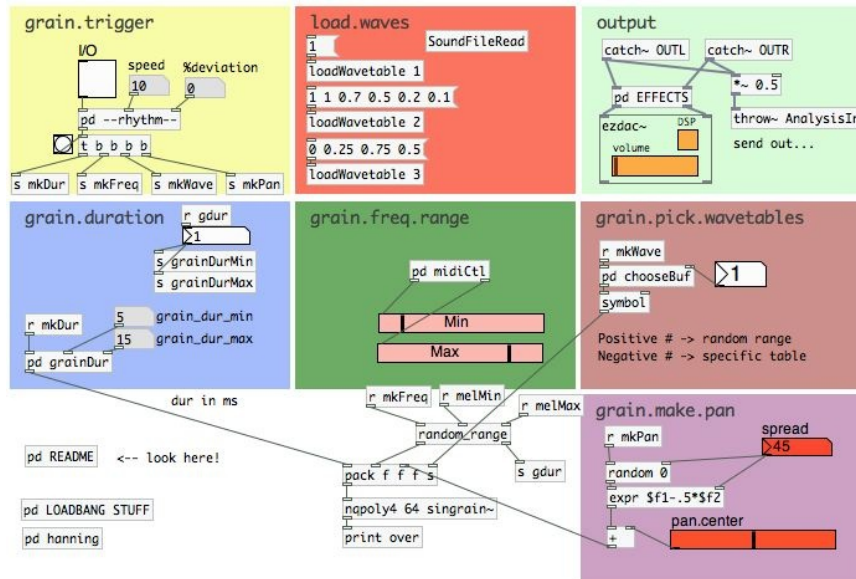 grain.trigger
I/O
speed
%deviation
10
0
pd --rhythm--
t b b b b
s mkDur
s mkFreq
s mkWave
s mkPan
load.waves
1
SoundFileRead
loadWavetable 1
1 1 0.7 0.5 0.2 0.1
loadWavetable 2
0 0.25 0.75 0.5
loadWavetable 3
output
catch~ OUTL
catch~ OUTR
*~ 0.5
pd EFFECTS
throw~ AnalysisIn
ezdac~
DSP
volume
send out...
grain.duration
r gdur
1
s grainDurMin
s grainDurMax
r mkDur
5
grain_dur_min
15
grain_dur_max
pd grainDur
grain.freq.range
pd midiCtl
Min
Max
grain.pick.wavetables
r mkWave
pd chooseBuf
1
symbol
Positive # -> random range
Negative # -> specific table
dur in ms
r mkFreq
r melMin
r melMax
random_range
s gdur
pd README
<-- look here!
pack f f f s
nqpoly4 64 singrain~
print over
pd LOADBANG STUFF
pd hanning
grain.make.pan
r mkPan
spread
45
random 0
expr $f1-.5*$f2
pan.center
+